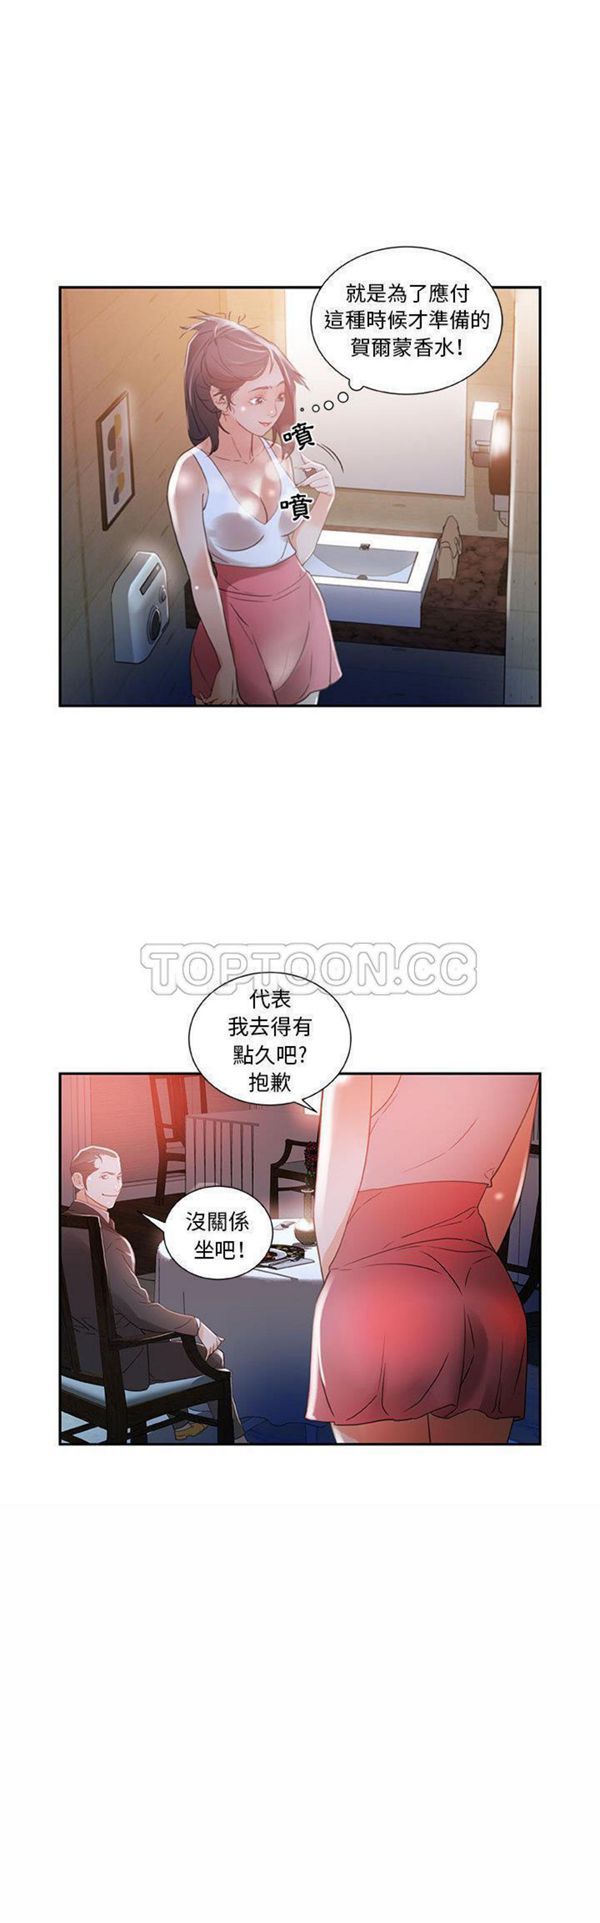 就是為了應付
這種時候才準備的
賀爾蒙香水!
噴
噴
TOPTOON.CC
代表
我去得有
點久吧?
抱歉
沒關係
坐吧!